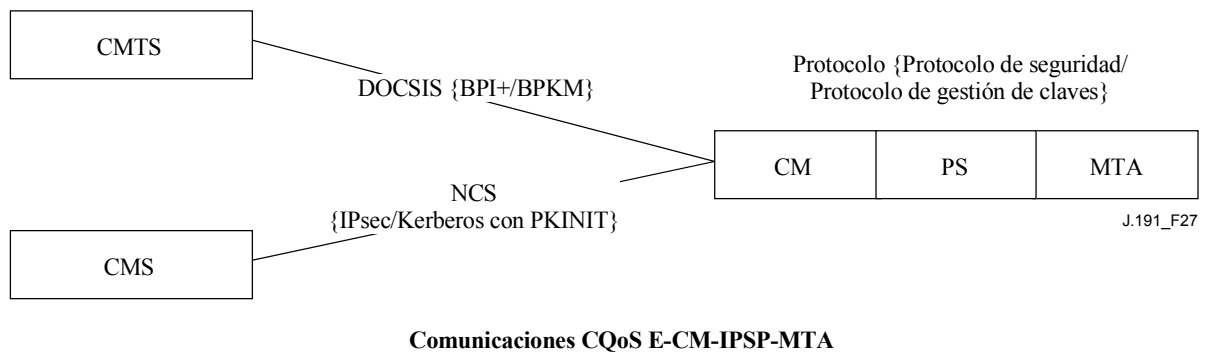 CMTS
DOCSIS {BPI+/BPKM}
Protocolo {Protocolo de seguridad/
Protocolo de gestión de claves}
CM
PS
MTA
NCS
{IPsec/Kerberos con PKINIT}
J.191_F27
CMS
Comunicaciones CQoS E-CM-IPSP-MTA